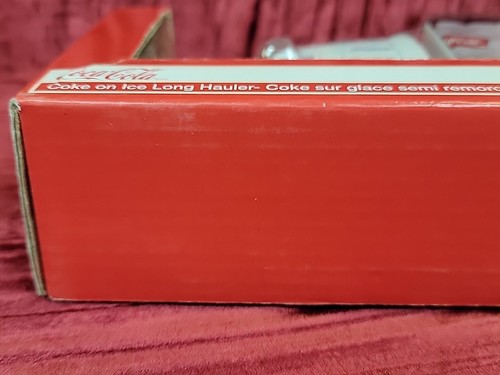 Coca-Cola
Coke on Ice Long Hauler- Coke sur glace semi remorq